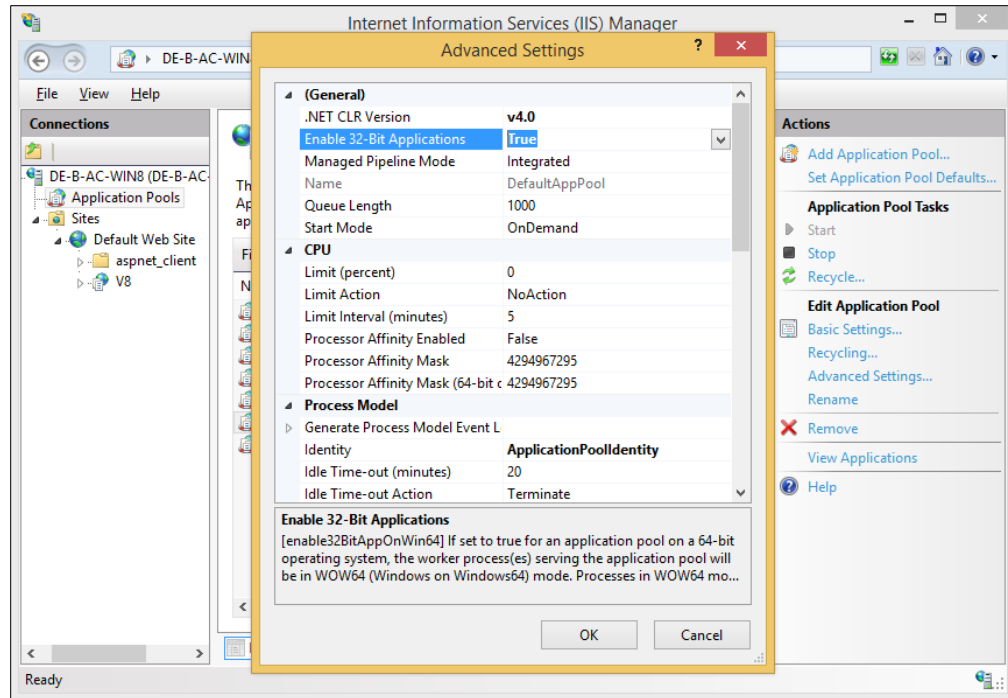 Internet Information Services (IIS) Manager
DE-B-AC-WIN
File View Help
Connections
DE-B-AC-WIN8 (DE-B-AC-
Application Pools
Sites
Default Web Site
aspnet_client
V8
Th
Ap
ap
Fi
N
Advanced Settings
?
(General)
.NET CLR Version v4.0
Enable 32-Bit Applications True
Managed Pipeline Mode Integrated
Name DefaultAppPool
Queue Length 1000
Start Mode OnDemand
CPU
Limit (percent) 0
Limit Action NoAction
Limit Interval (minutes) 5
Processor Affinity Enabled False
Processor Affinity Mask 4294967295
Processor Affinity Mask (64-bit c 4294967295
Process Model
Generate Process Model Event L
Identity ApplicationPoolIdentity
Idle Time-out (minutes) 20
Idle Time-out Action Terminate
Enable 32-Bit Applications
[enable32BitAppOnWin64] If set to true for an application pool on a 64-bit
operating system, the worker process(es) serving the application pool will
be in WOW64 (Windows on Windows64) mode. Processes in WOW64 mo...
OK Cancel
Actions
Add Application Pool...
Set Application Pool Defaults...
Application Pool Tasks
Start
Stop
Recycle...
Edit Application Pool
Basic Settings...
Recycling...
Advanced Settings...
Rename
Remove
View Applications
Help
Ready